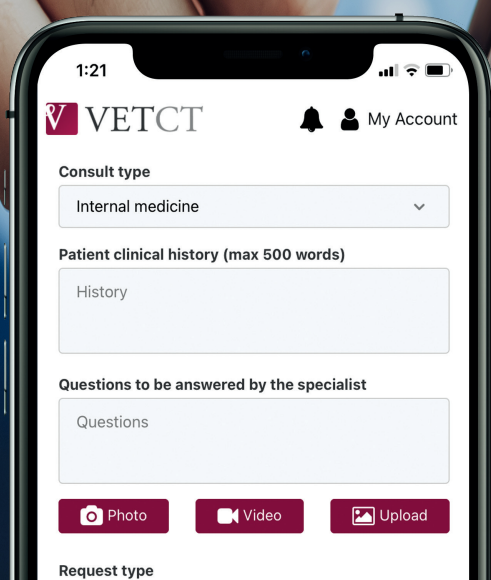 1:21
VETCT
My Account
Consult type
Internal medicine
Patient clinical history (max 500 words)
History
Questions to be answered by the specialist
Questions
Photo
Video
Upload
Request type